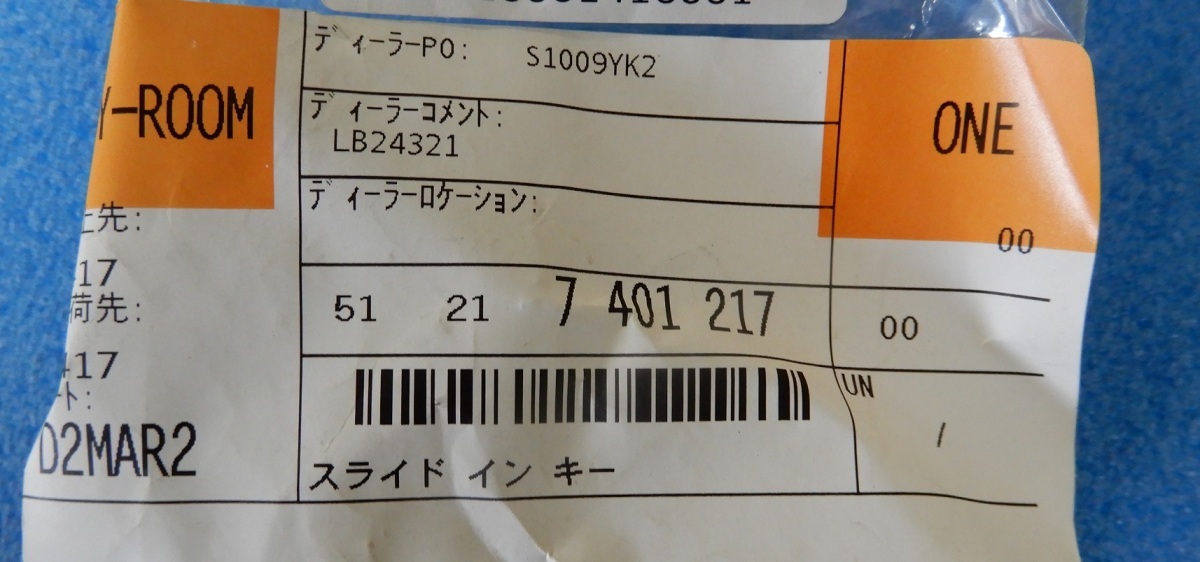 ディーラーPO: S1009YK2
Y-ROOM
ディーラーコメント:
LB24321
ONE
ディーラーロケーション:
先:
00
17
荷先:
51 21 7 401 217
00
417
ト:
UN
/
D2MAR2
スライド イン キー